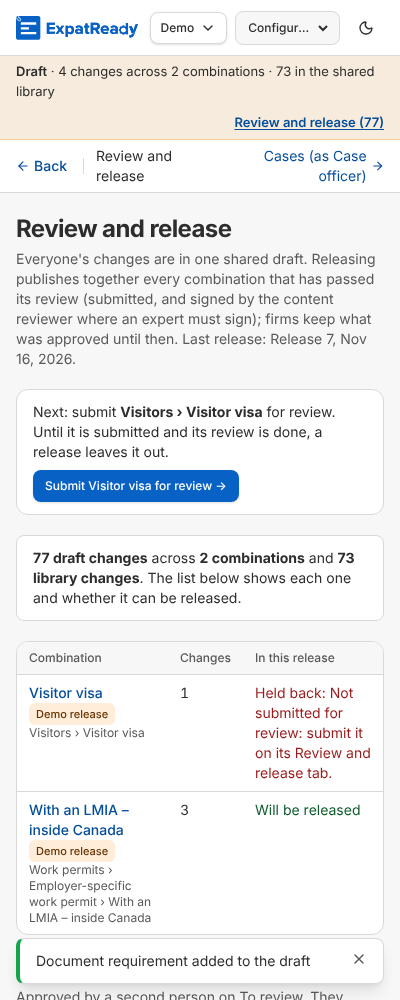 ExpatReady
Demo
Configur...
Draft · 4 changes across 2 combinations · 73 in the shared
library
Review and release (77)
← Back
Review and
release
Cases (as Case
officer) →
Review and release
Everyone's changes are in one shared draft. Releasing
publishes together every combination that has passed
its review (submitted, and signed by the content
reviewer where an expert must sign); firms keep what
was approved until then. Last release: Release 7, Nov
16, 2026.
Next: submit Visitors › Visitor visa for review.
Until it is submitted and its review is done, a
release leaves it out.
Submit Visitor visa for review →
77 draft changes across 2 combinations and 73
library changes. The list below shows each one
and whether it can be released.
Combination Changes In this release
Visitor visa
Demo release
Visitors › Visitor visa
1
Held back: Not
submitted for
review: submit it
on its Review and
release tab.
With an LMIA –
inside Canada
Demo release
Work permits ›
Employer-specific
work permit › With an
LMIA – inside Canada
3
Will be released
Document requirement added to the draft
Approved by a second person on To review. They